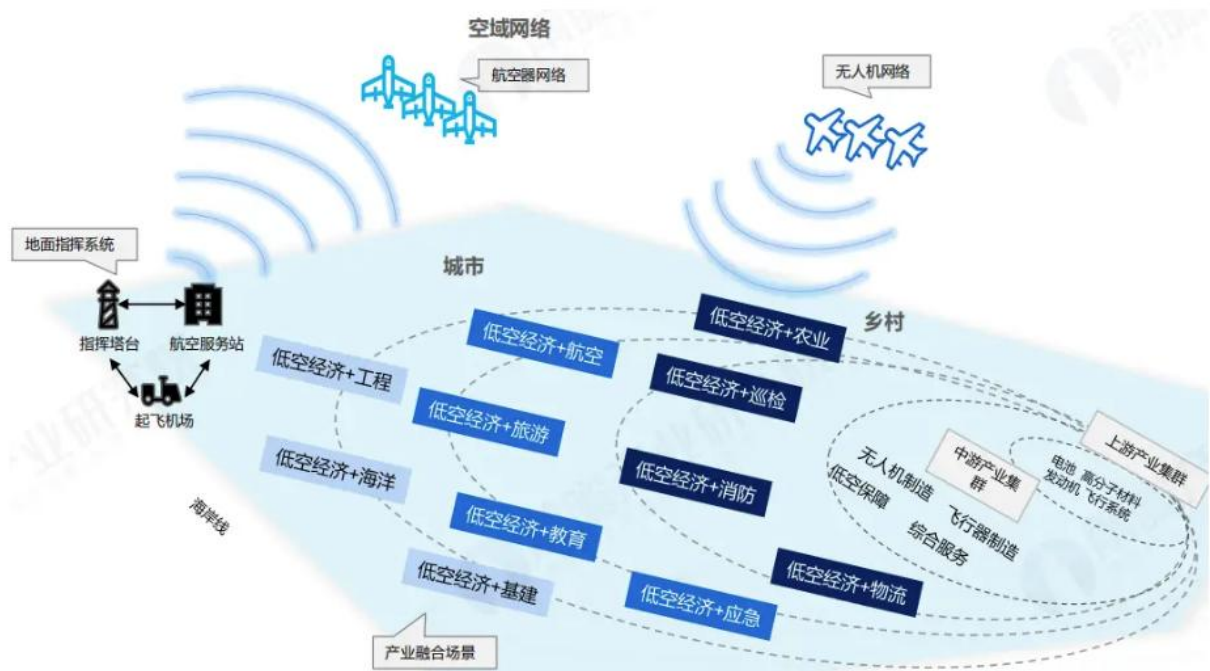 空域网络
航空器网络
无人机网络
地面指挥系统
城市
乡村
指挥塔台
航空服务站
起飞机场
低空经济+农业
低空经济+航空
低空经济+工程
低空经济+巡检
低空经济+旅游
低空经济+海洋
低空经济+消防
低空经济+教育
低空经济+基建
低空经济+应急
低空经济+物流
海岸线
产业融合场景
无人机制造
低空保障
飞行器制造
综合服务
中游产业集
群
上游产业集群
电池 高分子材料
发动机 飞行系统